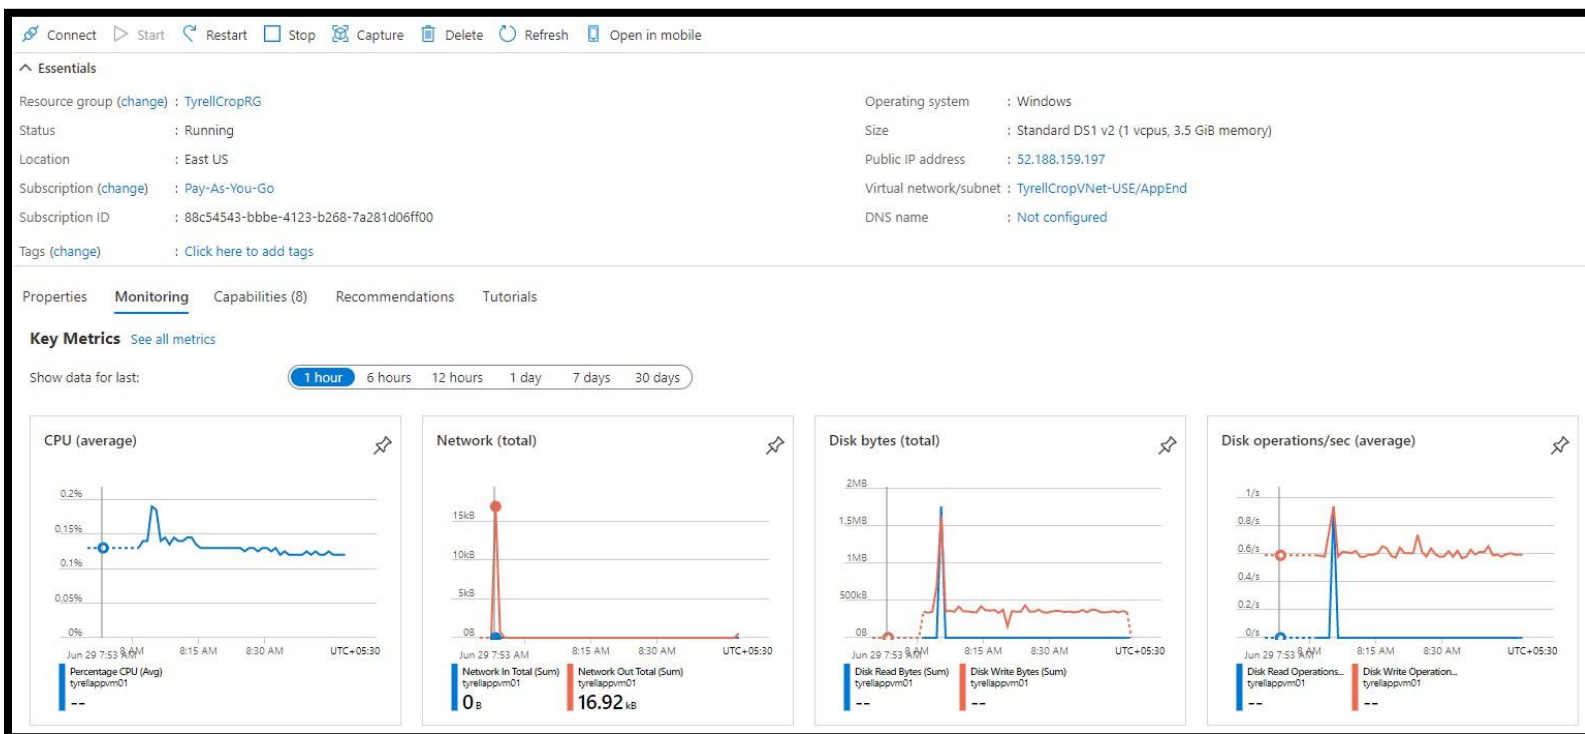 Connect Start Restart Stop Capture Delete Refresh Open in mobile
Essentials
Resource group (change) : TyrellCropRG
Status : Running
Location : East US
Subscription (change) : Pay-As-You-Go
Subscription ID : 88c54543-bbbe-4123-b268-7a281d06ff00
Tags (change) : Click here to add tags
Operating system : Windows
Size : Standard DS1 v2 (1 vcpus, 3.5 GiB memory)
Public IP address : 52.188.159.197
Virtual network/subnet : TyrellCropVNet-USE/AppEnd
DNS name : Not configured
Properties Monitoring Capabilities (8) Recommendations Tutorials
Key Metrics See all metrics
Show data for last: 1 hour 6 hours 12 hours 1 day 7 days 30 days
CPU (average)
0.2%
0.15%
0.1%
0.05%
0%
Jun 29 7:53 AM 8:15 AM 8:30 AM UTC+05:30
Percentage CPU (Avg)
tyrellappvm01
--
Network (total)
15kB
10kB
5kB
0B
Jun 29 7:53 AM 8:15 AM 8:30 AM UTC+05:30
Network In Total (Sum) Network Out Total (Sum)
tyrellappvm01 tyrellappvm01
0 B 16.92 kB
Disk bytes (total)
2MB
1.5MB
1MB
500kB
0B
Jun 29 7:53 AM 8:15 AM 8:30 AM UTC+05:30
Disk Read Bytes (Sum) Disk Write Bytes (Sum)
tyrellappvm01 tyrellappvm01
-- --
Disk operations/sec (average)
1/s
0.8/s
0.6/s
0.4/s
0.2/s
0/s
Jun 29 7:53 AM 8:15 AM 8:30 AM UTC+05:30
Disk Read Operations... Disk Write Operation...
tyrellappvm01 tyrellappvm01
-- --